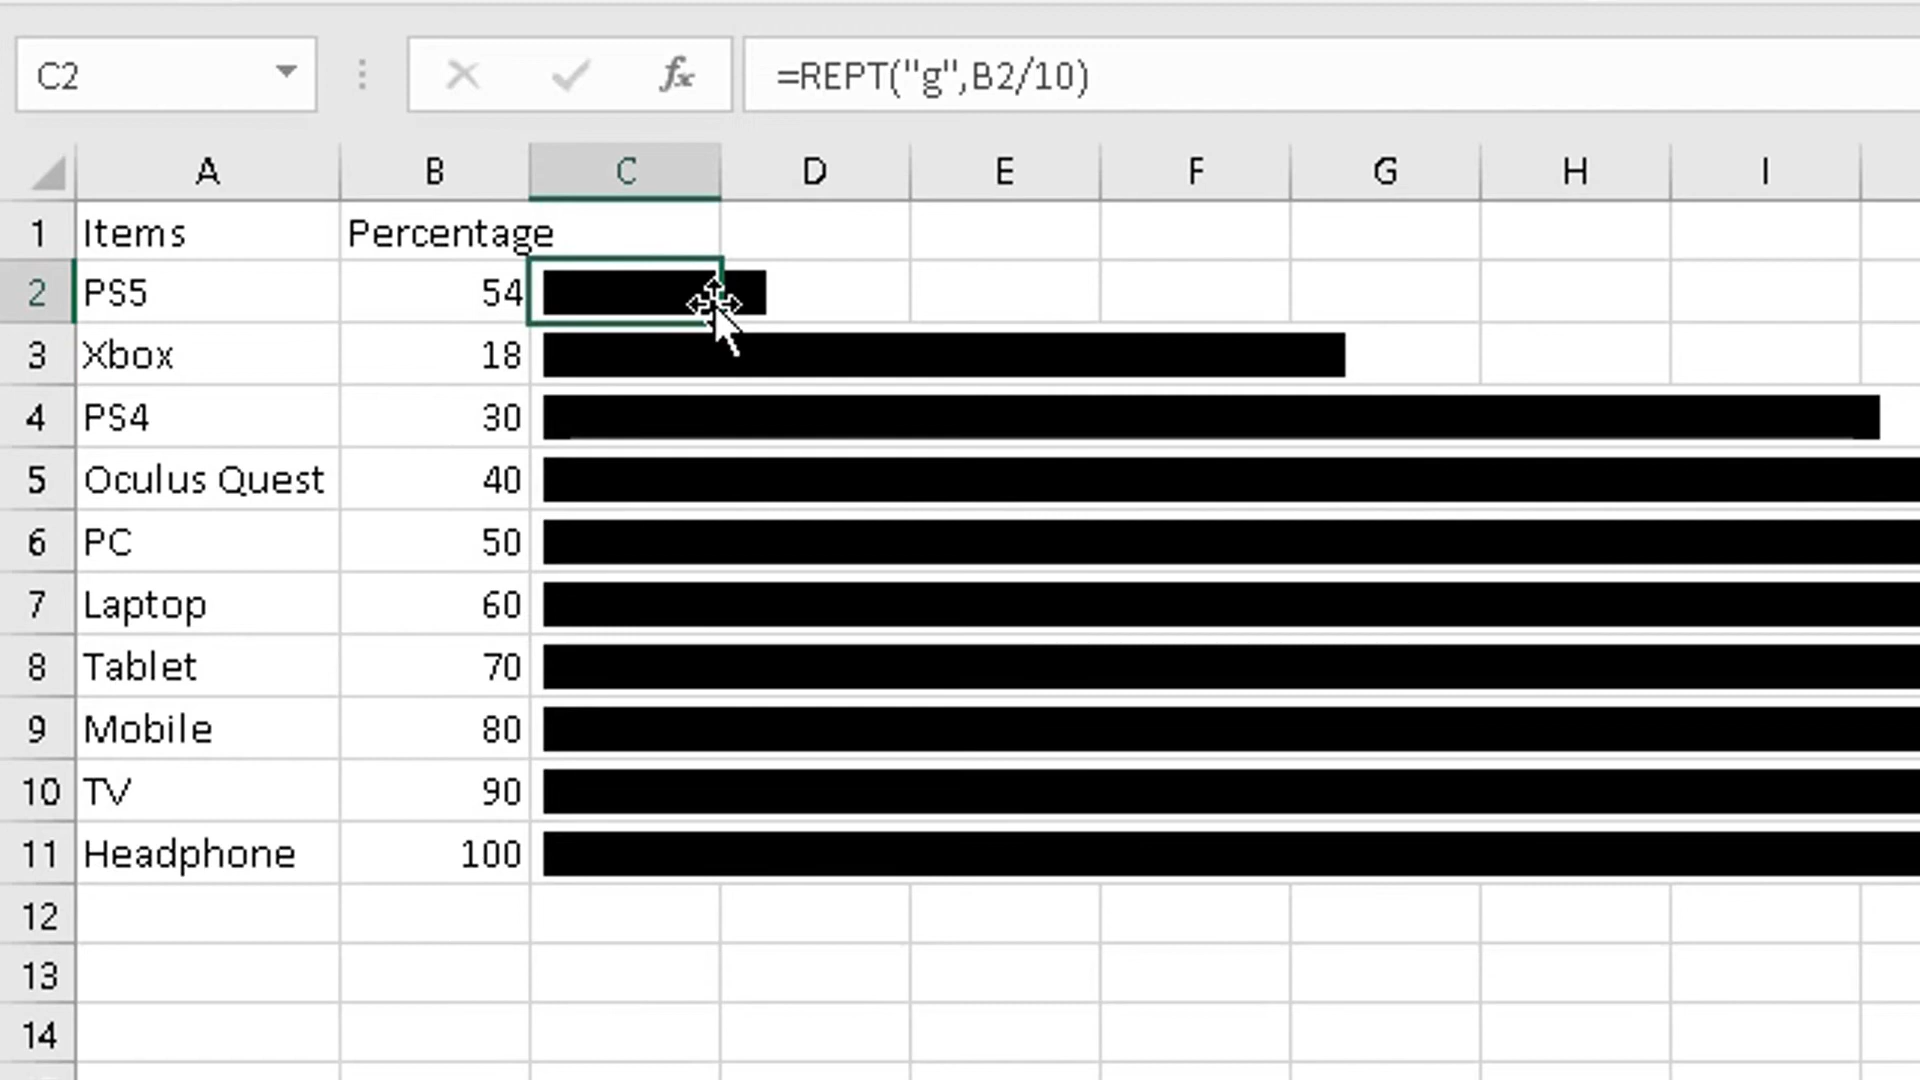 C2 fx =REPT("g",B2/10)
A B C D E F G H I
1 Items Percentage
2 PS5 54
3 Xbox 18
4 PS4 30
5 Oculus Quest 40
6 PC 50
7 Laptop 60
8 Tablet 70
9 Mobile 80
10 TV 90
11 Headphone 100
12
13
14